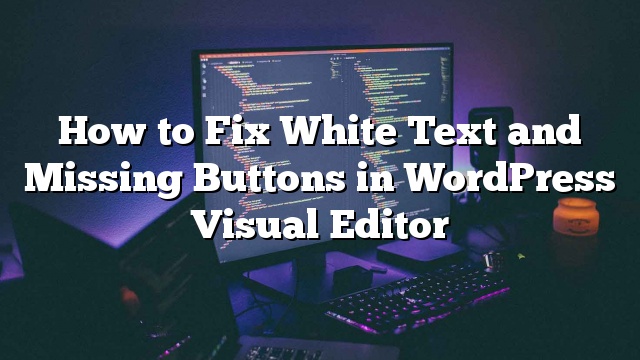 How to Fix White Text and
Missing Buttons in WordPress
Visual Editor